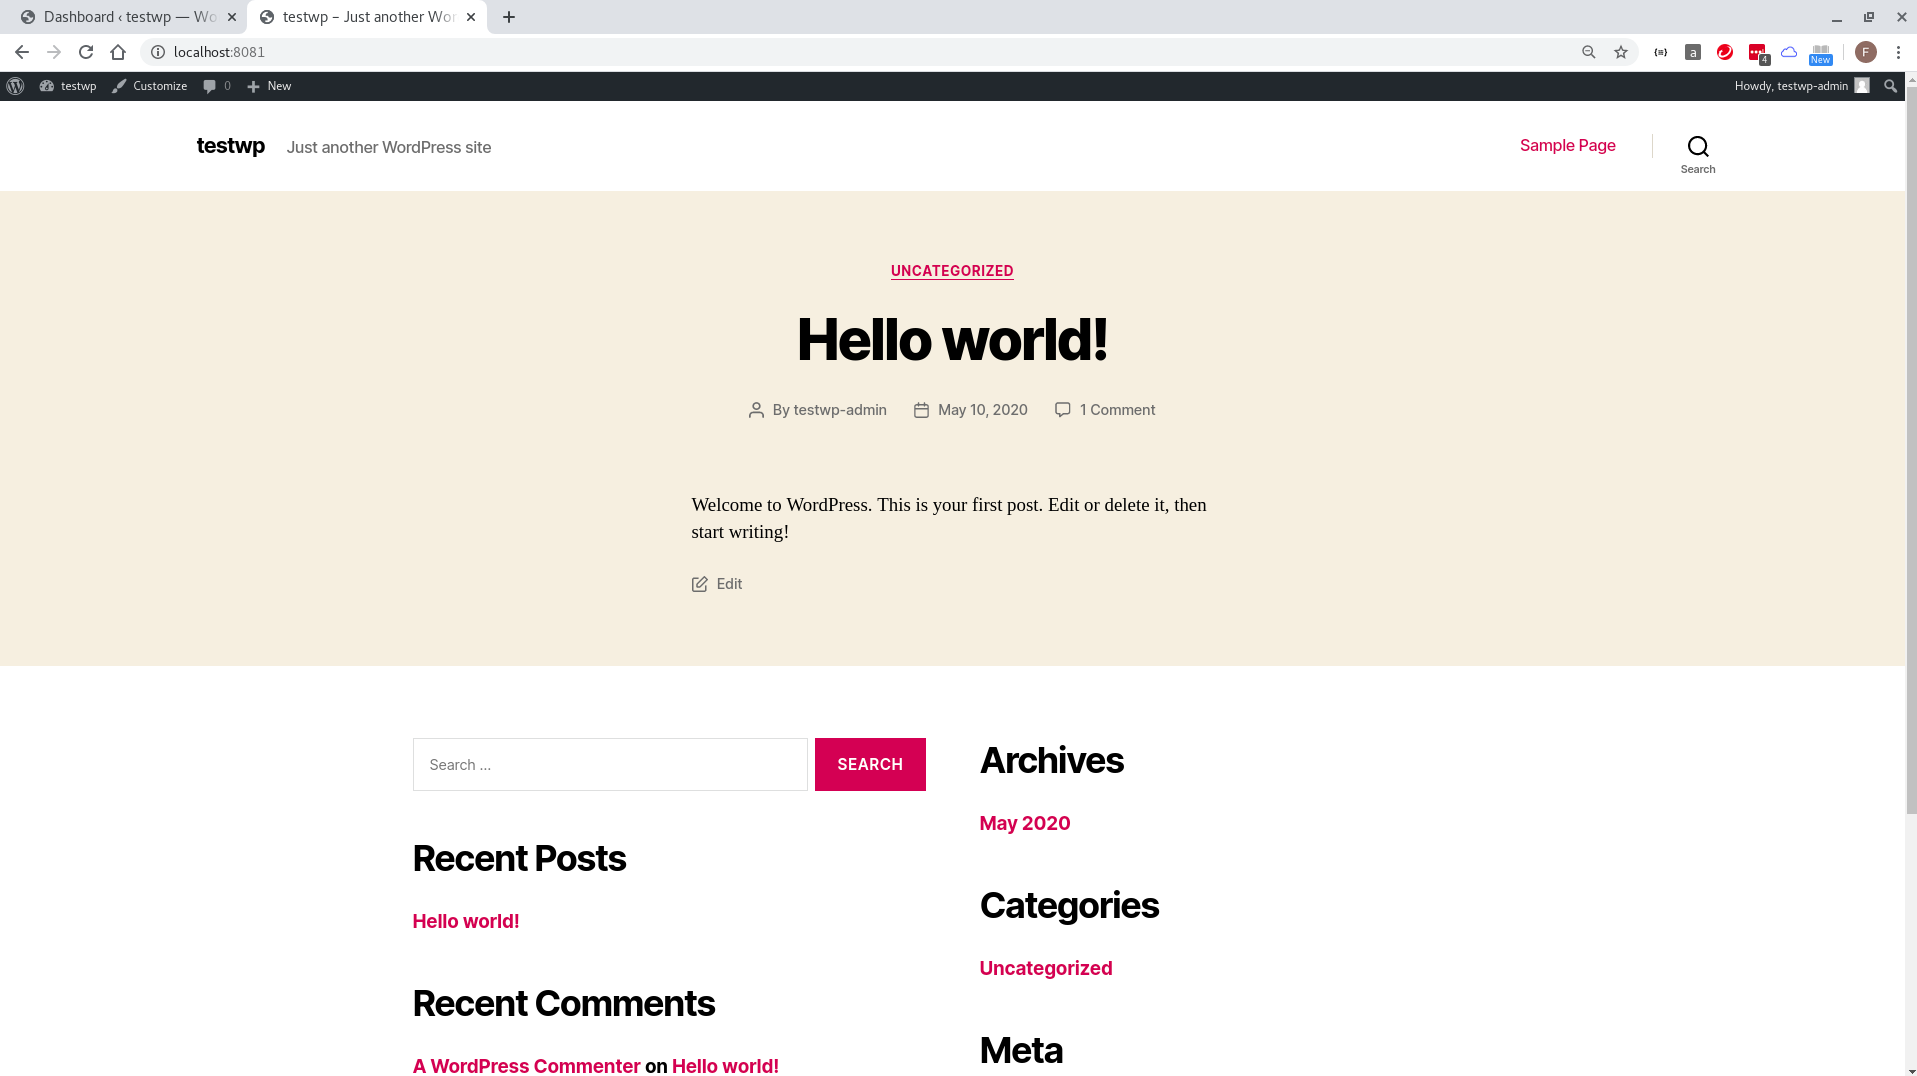 Dashboard ‹ testwp — Wo
testwp – Just another Wor
localhost:8081
{≡} a 4 New F
testwp Customize 0 New Howdy, testwp-admin
testwp Just another WordPress site Sample Page
Search
UNCATEGORIZED
Hello world!
By testwp-admin May 10, 2020 1 Comment
Welcome to WordPress. This is your first post. Edit or delete it, then
start writing!
Edit
Search ...
SEARCH
Recent Posts
Hello world!
Recent Comments
A WordPress Commenter on Hello world!
Archives
May 2020
Categories
Uncategorized
Meta